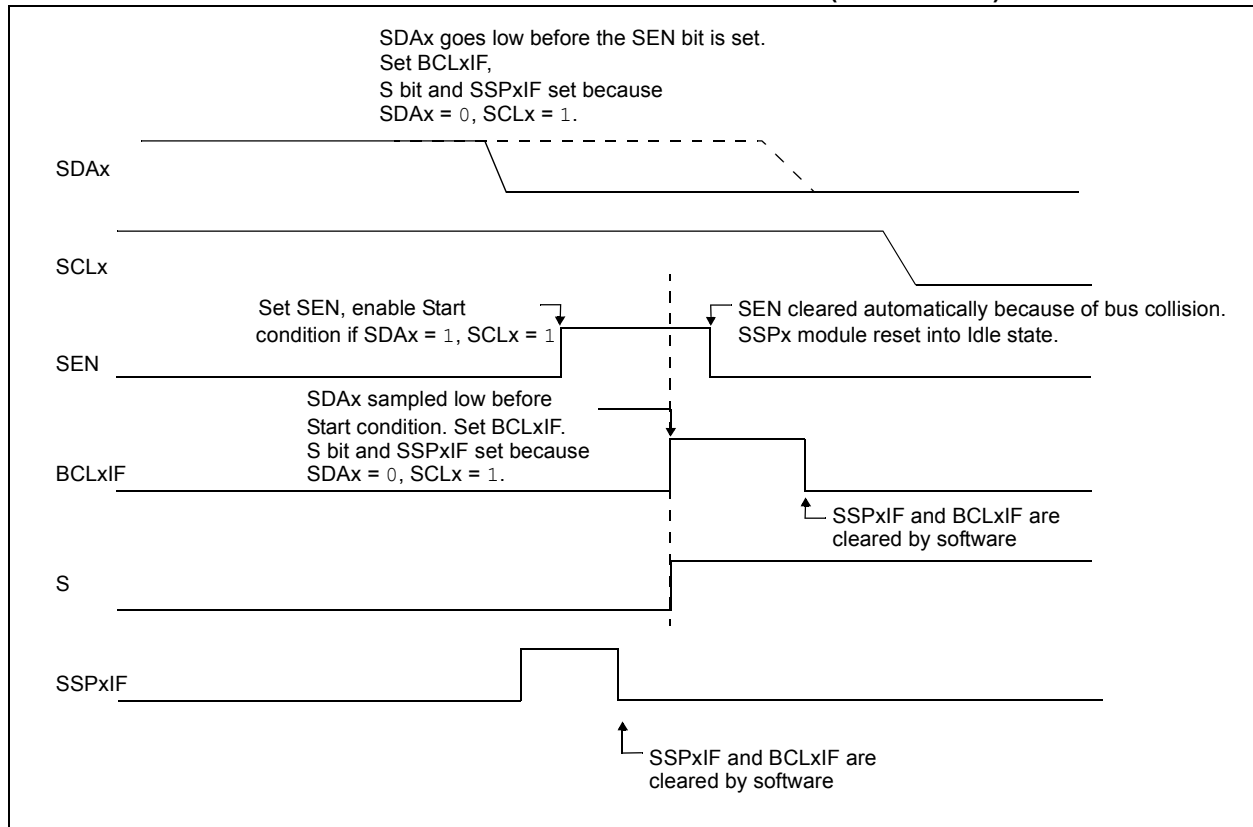 SDAx goes low before the SEN bit is set.
Set BCLxIF,
S bit and SSPxIF set because
SDAx = 0, SCLx = 1.
SDAx
SCLx
Set SEN, enable Start
condition if SDAx = 1, SCLx = 1
SEN cleared automatically because of bus collision.
SSPx module reset into Idle state.
SEN
SDAx sampled low before
Start condition. Set BCLxIF.
S bit and SSPxIF set because
SDAx = 0, SCLx = 1.
BCLxIF
SSPxIF and BCLxIF are
cleared by software
S
SSPxIF
SSPxIF and BCLxIF are
cleared by software